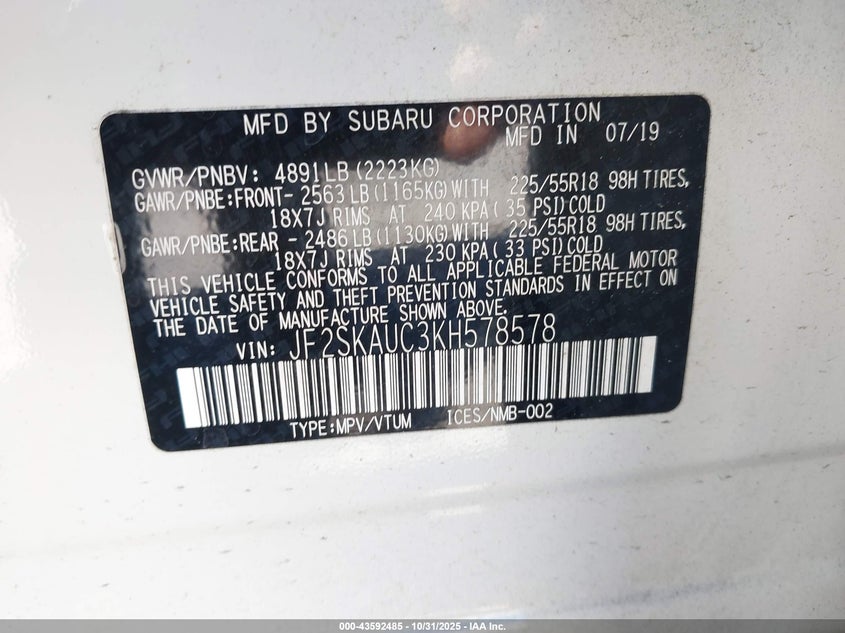 MFD BY SUBARU CORPORATION
MFD IN 07/19
GVWR/PNBV: 4891LB(2223KG)
GAWR/PNBE:FRONT- 2563LB(1165KG)WITH 225/55R18 98H TIRES,
18X7J RIMS AT 240 KPA(35 PSI)COLD
GAWR/PNBE:REAR - 2486LB(1130KG)WITH 225/55R18 98H TIRES,
18X7J RIMS AT 230 KPA(33 PSI)COLD
THIS VEHICLE CONFORMS TO ALL APPLICABLE FEDERAL MOTOR
VEHICLE SAFETY AND THEFT PREVENTION STANDARDS IN EFFECT ON
THE DATE OF MANUFACTURE SHOWN ABOVE.
VIN: JF2SKAUC3KH578578
TYPE:MPV/VTUM ICES/NMB-002
000-43592485 - 10/31/2025 - IAA Inc.